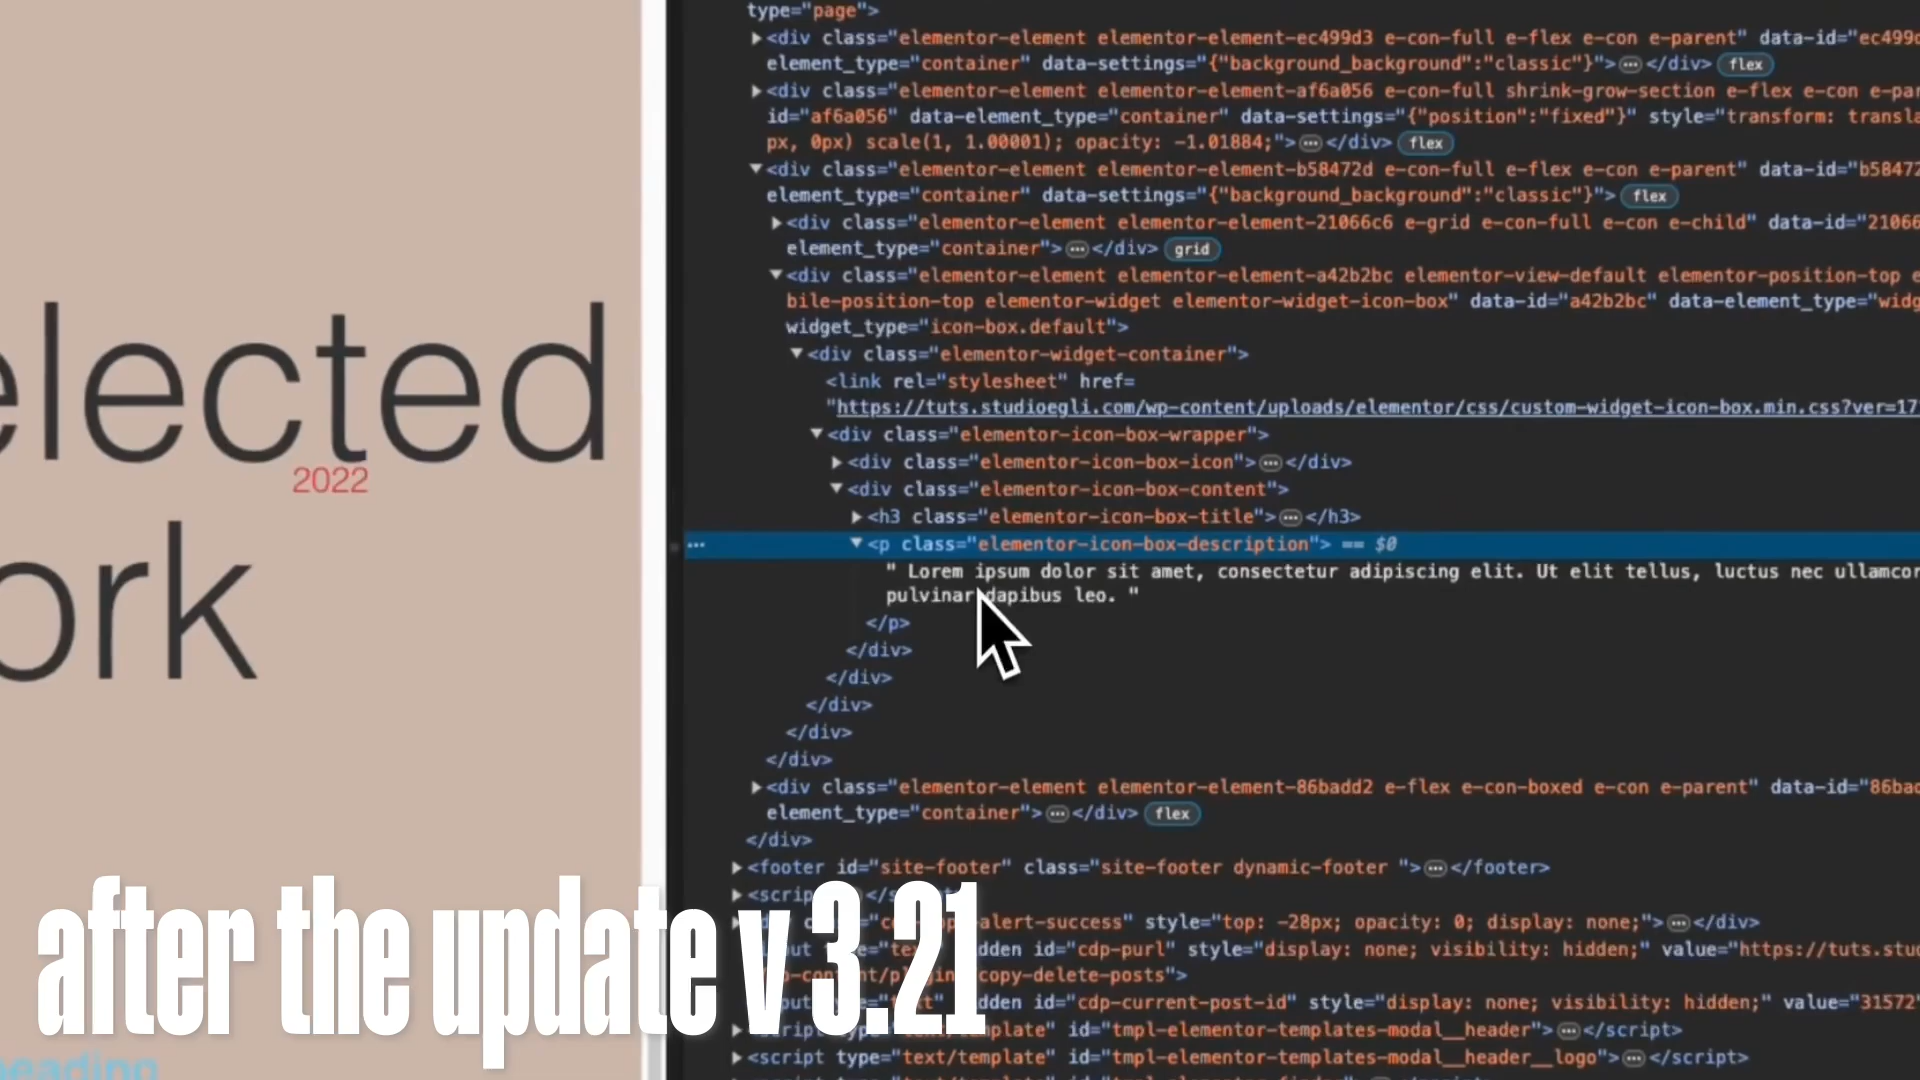 elected
2022
ork
eading
after the update v 3.21
type="page">
<div class="elementor-element elementor-element-ec499d3 e-con-full e-flex e-con e-parent" data-id="ec499d
element_type="container" data-settings="{"background_background":"classic"}">…</div> flex
<div class="elementor-element elementor-element-af6a056 e-con-full shrink-grow-section e-flex e-con e-par
id="af6a056" data-element_type="container" data-settings="{"position":"fixed"}" style="transform: transla
px, 0px) scale(1, 1.00001); opacity: -1.01884;">…</div> flex
<div class="elementor-element elementor-element-b58472d e-con-full e-flex e-con e-parent" data-id="b58472
element_type="container" data-settings="{"background_background":"classic"}"> flex
<div class="elementor-element elementor-element-21066c6 e-grid e-con-full e-con e-child" data-id="21066
element_type="container">…</div> grid
<div class="elementor-element elementor-element-a42b2bc elementor-view-default elementor-position-top e
bile-position-top elementor-widget elementor-widget-icon-box" data-id="a42b2bc" data-element_type="widg
widget_type="icon-box.default">
<div class="elementor-widget-container">
<link rel="stylesheet" href=
"https://tuts.studioegli.com/wp-content/uploads/elementor/css/custom-widget-icon-box.min.css?ver=17
<div class="elementor-icon-box-wrapper">
<div class="elementor-icon-box-icon">…</div>
<div class="elementor-icon-box-content">
<h3 class="elementor-icon-box-title">…</h3>
… <p class="elementor-icon-box-description"> == $0
" Lorem ipsum dolor sit amet, consectetur adipiscing elit. Ut elit tellus, luctus nec ullamcor
pulvinar dapibus leo. "
</p>
</div>
</div>
</div>
</div>
</div>
<div class="elementor-element elementor-element-86badd2 e-flex e-con-boxed e-con e-parent" data-id="86bad
element_type="container">…</div> flex
</div>
<footer id="site-footer" class="site-footer dynamic-footer ">…</footer>
<scrip </s
alert-success" style="top: -28px; opacity: 0; display: none;">…</div>
dden id="cdp-purl" style="display: none; visibility: hidden;" value="https://tuts.stud
copy-delete-posts">
dden id="cdp-current-post-id" style="display: none; visibility: hidden;" value="31572"
<script type="text/template" id="tmpl-elementor-templates-modal__header">…</script>
<script type="text/template" id="tmpl-elementor-templates-modal__header__logo">…</script>